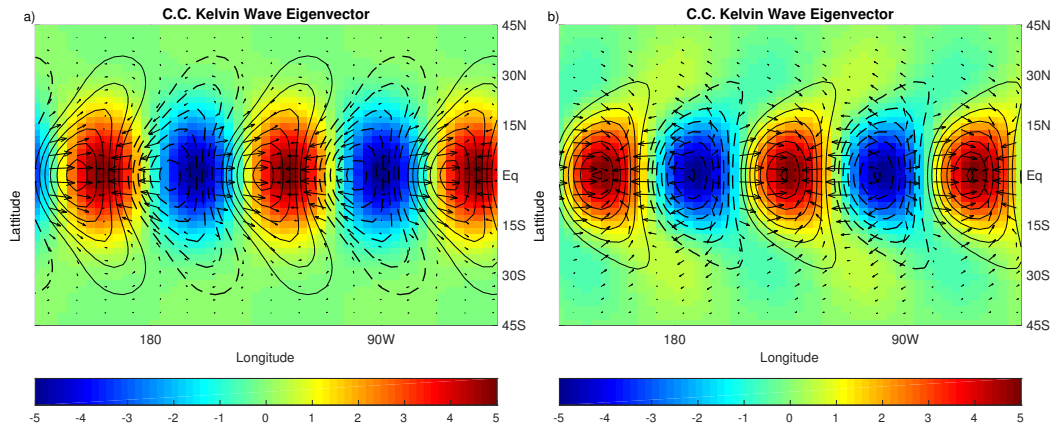 a) C.C. Kelvin Wave Eigenvector
45N
30N
15N
Eq
15S
30S
45S
Latitude
180 90W
Longitude
-5 -4 -3 -2 -1 0 1 2 3 4 5
b) C.C. Kelvin Wave Eigenvector
45N
30N
15N
Eq
15S
30S
45S
Latitude
180 90W
Longitude
-5 -4 -3 -2 -1 0 1 2 3 4 5